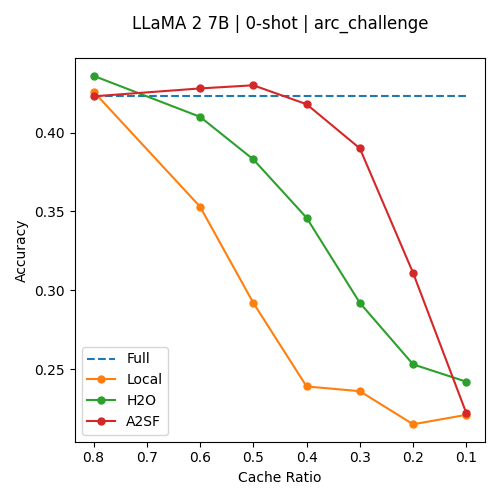 LLaMA 2 7B | 0-shot | arc_challenge
Accuracy
0.40
0.35
0.30
0.25
Full
Local
H2O
A2SF
0.8 0.7 0.6 0.5 0.4 0.3 0.2 0.1
Cache Ratio